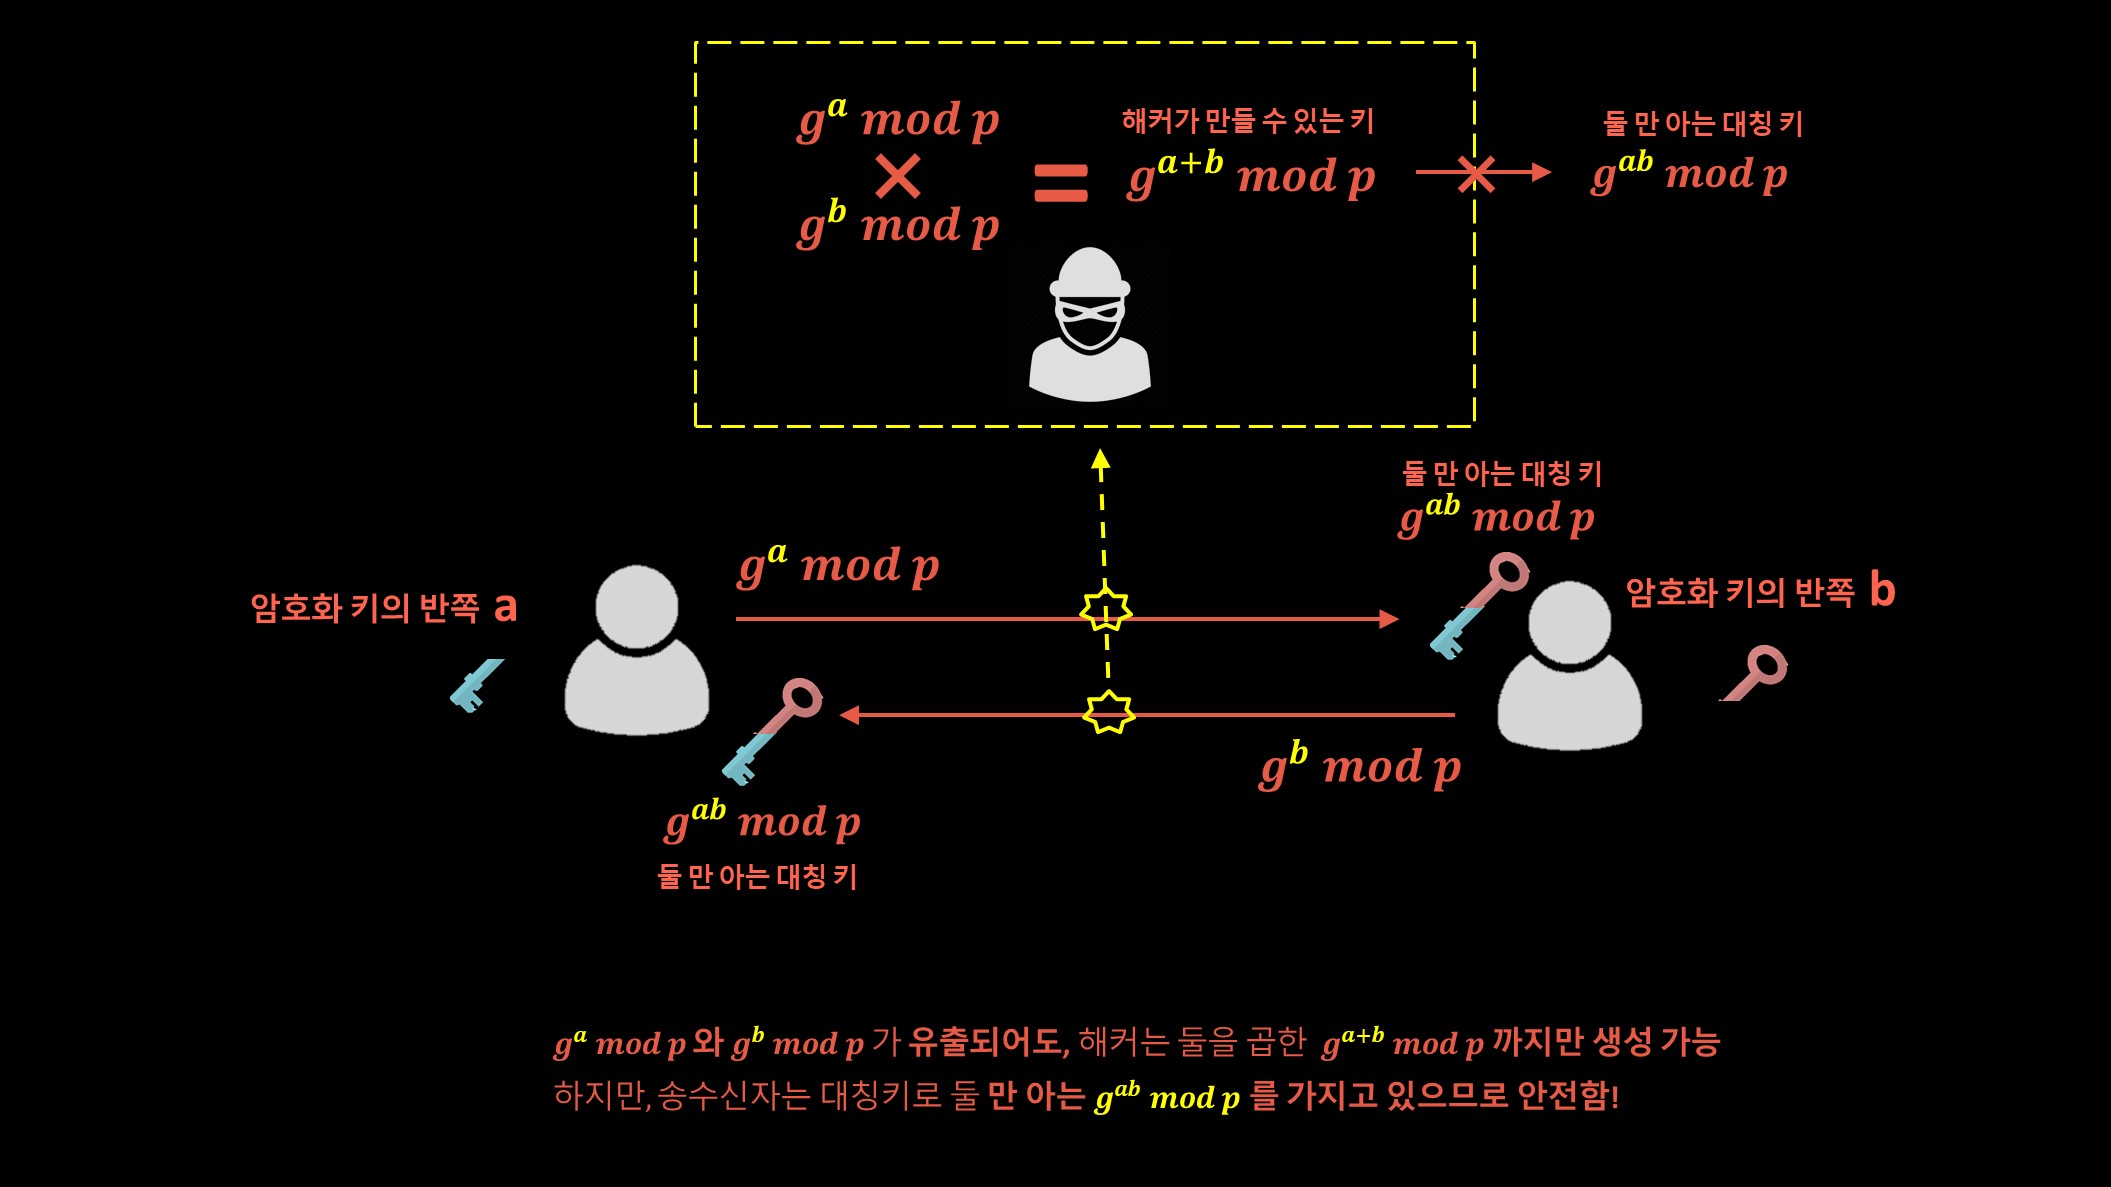 g^a mod p
×
g^b mod p
=
해커가 만들 수 있는 키
g^{a+b} mod p
둘 만 아는 대칭 키
g^{ab} mod p
둘 만 아는 대칭 키
g^{ab} mod p
암호화 키의 반쪽 a
g^a mod p
암호화 키의 반쪽 b
g^b mod p
g^{ab} mod p
둘 만 아는 대칭 키
g^a mod p 와 g^b mod p 가 유출되어도, 해커는 둘을 곱한 g^{a+b} mod p 까지만 생성 가능
하지만, 송수신자는 대칭키로 둘 만 아는 g^{ab} mod p 를 가지고 있으므로 안전함!